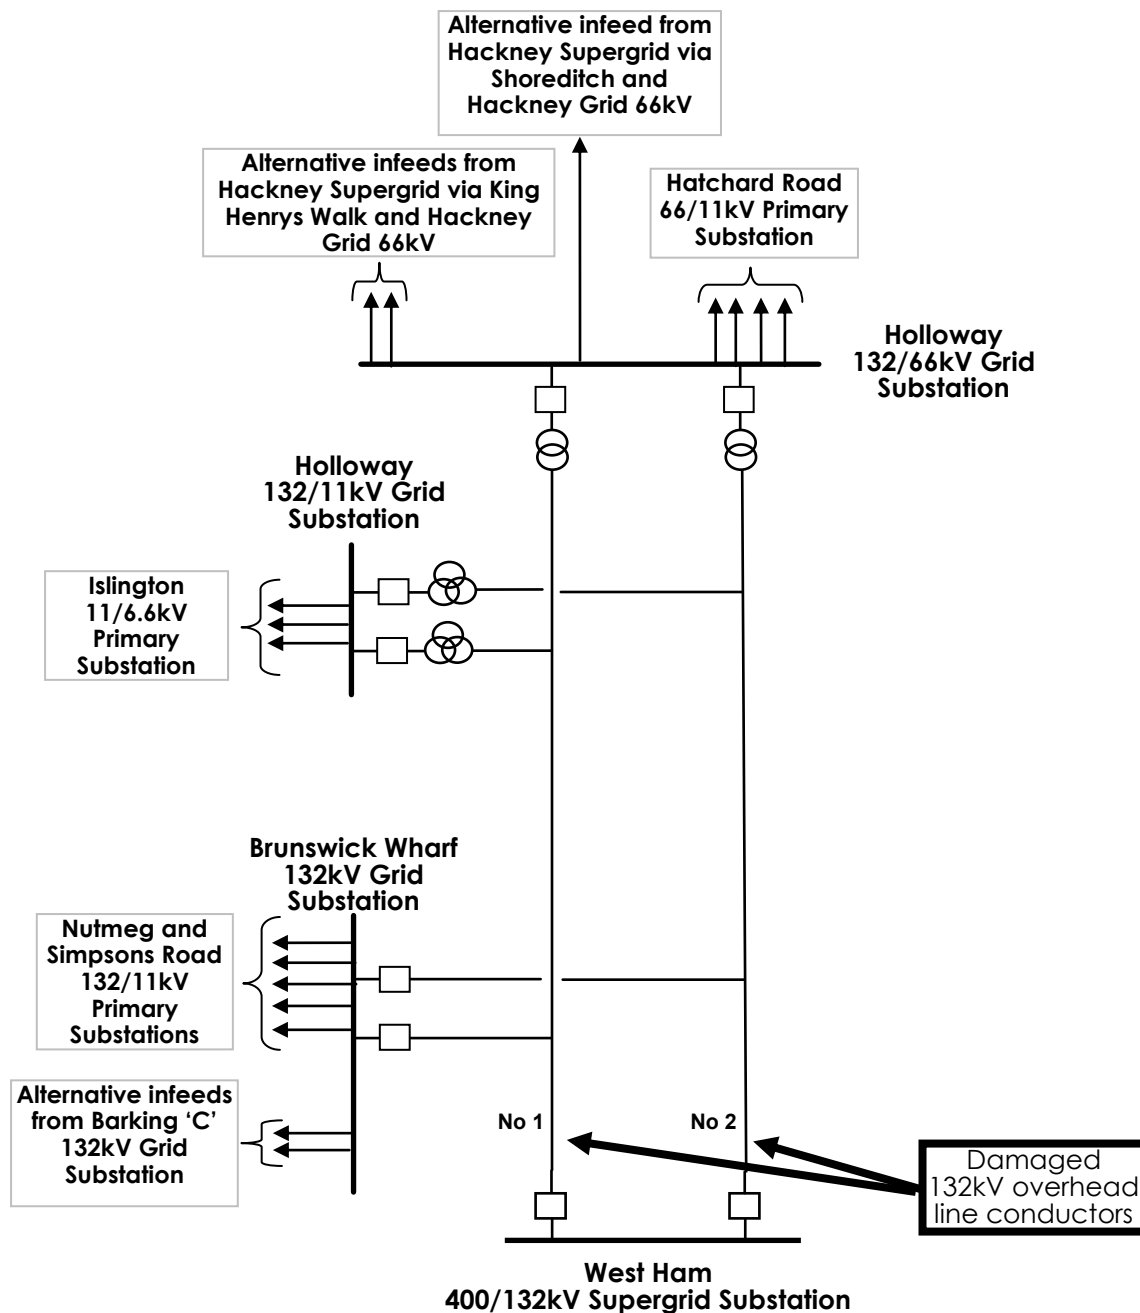 Alternative infeed from
Hackney Supergrid via
Shoreditch and
Hackney Grid 66kV
Alternative infeeds from
Hackney Supergrid via King
Henrys Walk and Hackney
Grid 66kV
Hatchard Road
66/11kV Primary
Substation
Holloway
132/66kV Grid
Substation
Holloway
132/11kV Grid
Substation
Islington
11/6.6kV
Primary
Substation
Brunswick Wharf
132kV Grid
Substation
Nutmeg and
Simpsons Road
132/11kV
Primary
Substations
Alternative infeeds
from Barking ‘C’
132kV Grid
Substation
No 1
No 2
Damaged
132kV overhead
line conductors
West Ham
400/132kV Supergrid Substation